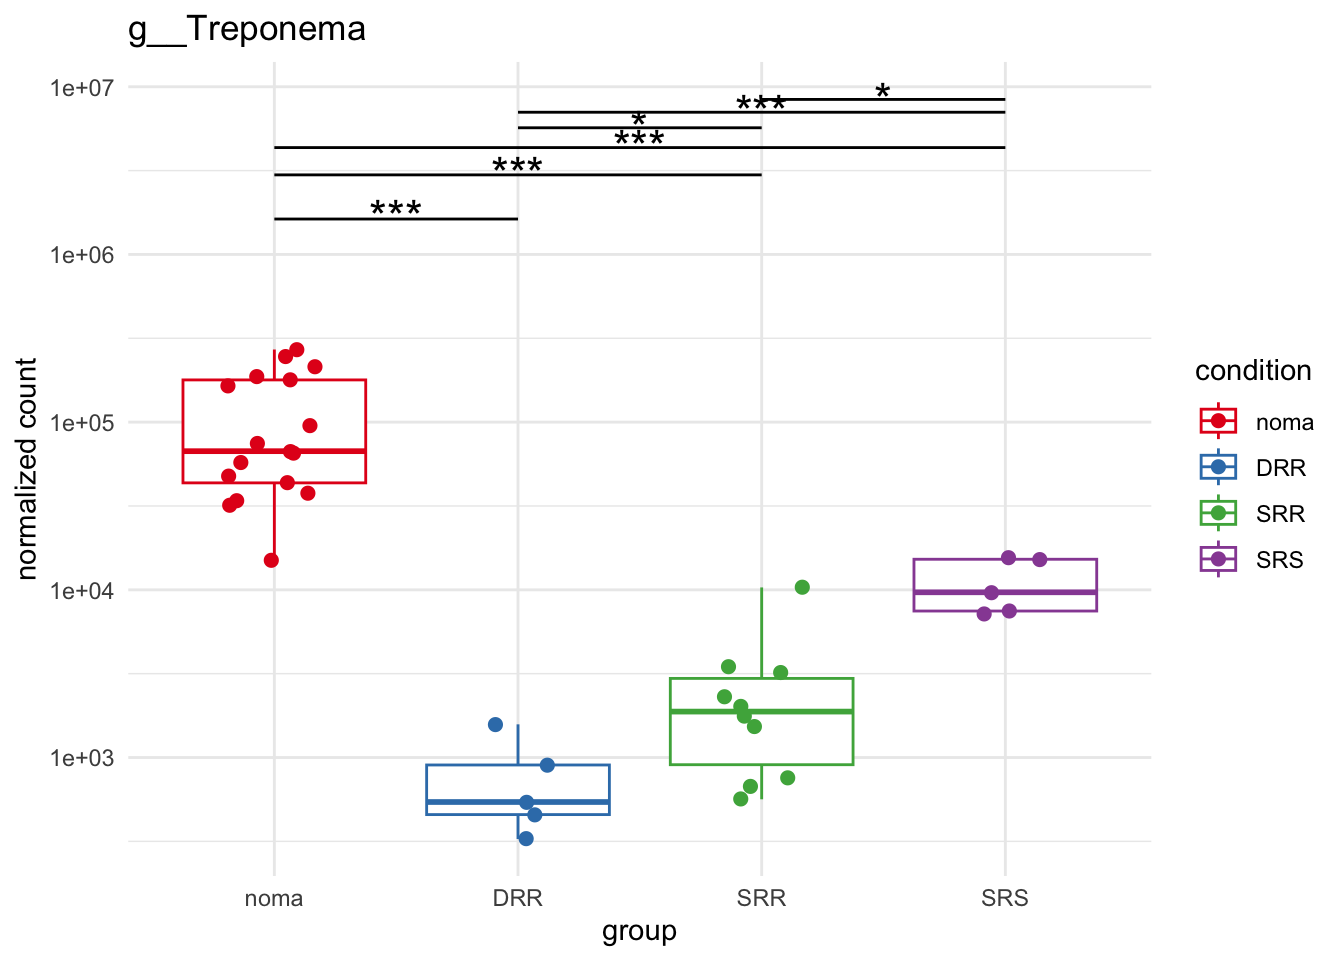 g__Treponema
1e+07
1e+06
1e+05
1e+04
1e+03
normalized count
*
***
*
***
***
***
noma
DRR
SRR
SRS
group
condition
noma
DRR
SRR
SRS